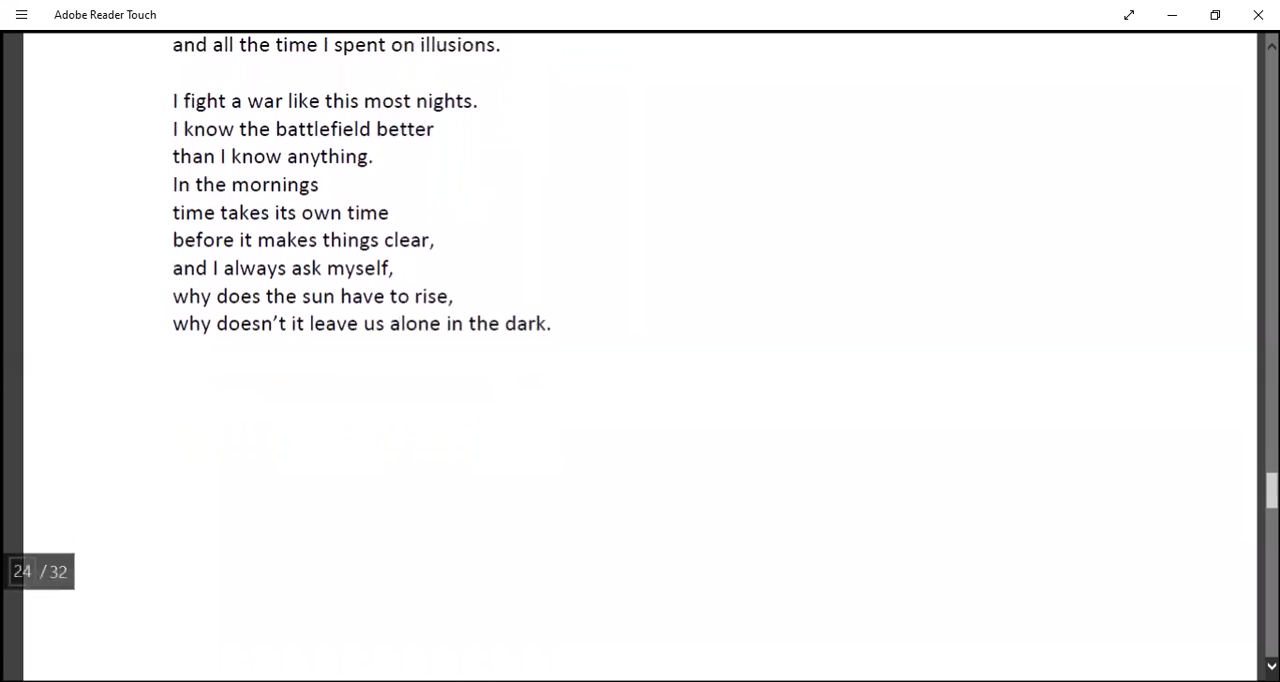 Adobe Reader Touch
and all the time I spent on illusions.
I fight a war like this most nights.
I know the battlefield better
than I know anything.
In the mornings
time takes its own time
before it makes things clear,
and I always ask myself,
why does the sun have to rise,
why doesn’t it leave us alone in the dark.
24 / 32